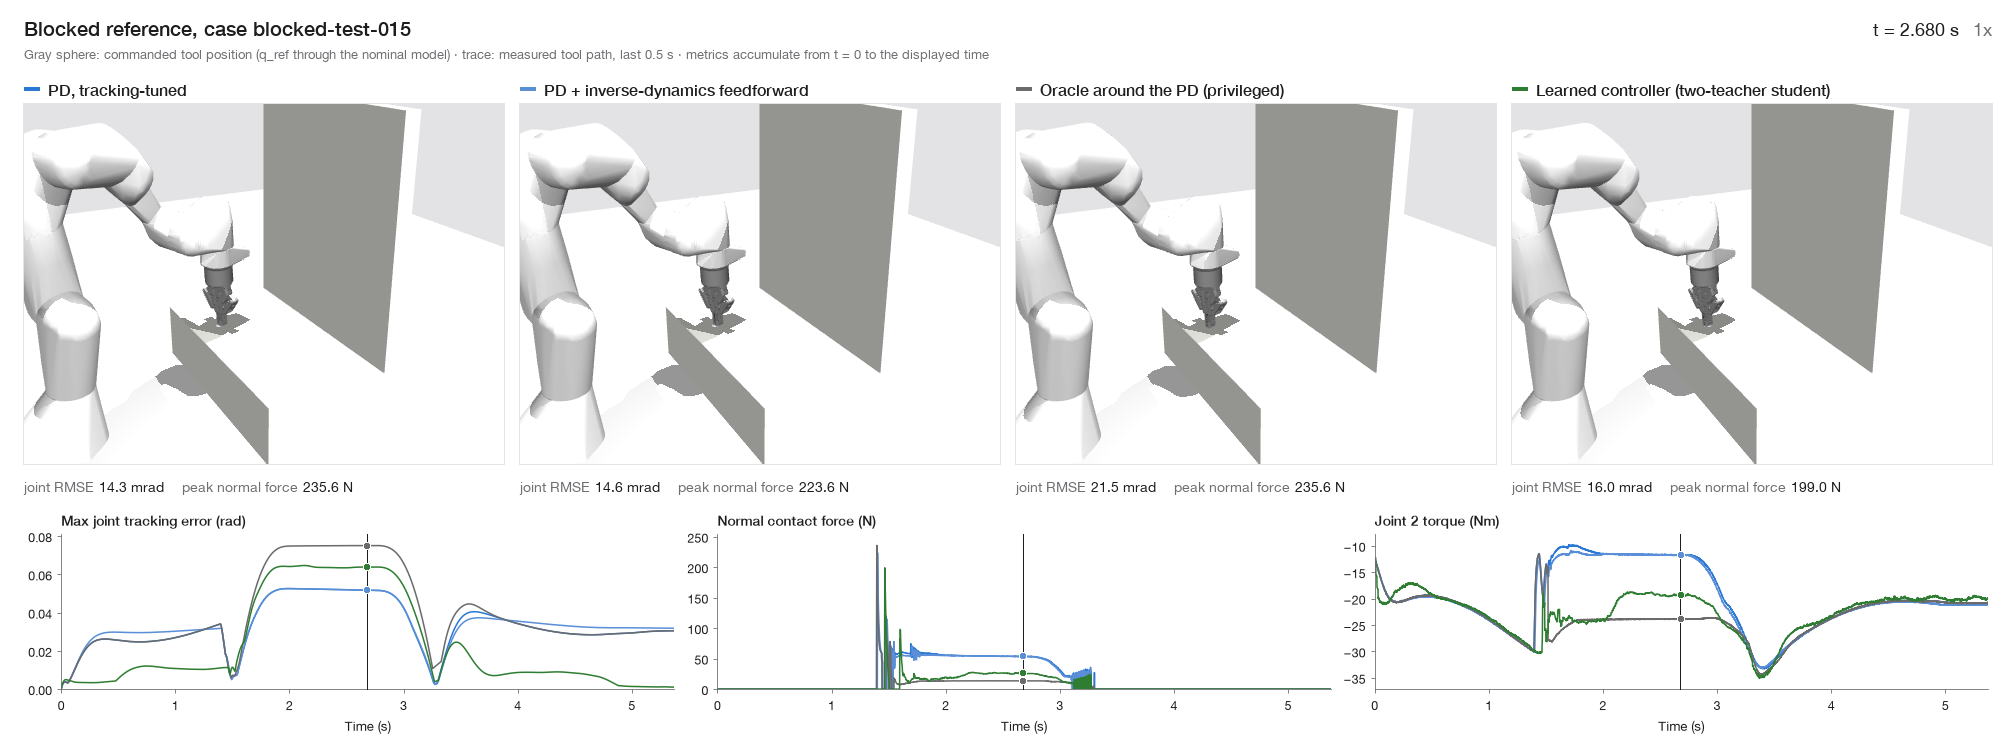 Blocked reference, case blocked-test-015
t = 2.680 s 1x
Gray sphere: commanded tool position (q_ref through the nominal model) · trace: measured tool path, last 0.5 s · metrics accumulate from t = 0 to the displayed time
PD, tracking-tuned
PD + inverse-dynamics feedforward
Oracle around the PD (privileged)
Learned controller (two-teacher student)
joint RMSE 14.3 mrad peak normal force 235.6 N
joint RMSE 14.6 mrad peak normal force 223.6 N
joint RMSE 21.5 mrad peak normal force 235.6 N
joint RMSE 16.0 mrad peak normal force 199.0 N
Max joint tracking error (rad)
0.08
0.06
0.04
0.02
0.00
0 1 2 3 4 5
Time (s)
Normal contact force (N)
250
200
150
100
50
0
0 1 2 3 4 5
Time (s)
Joint 2 torque (Nm)
−10
−15
−20
−25
−30
−35
0 1 2 3 4 5
Time (s)